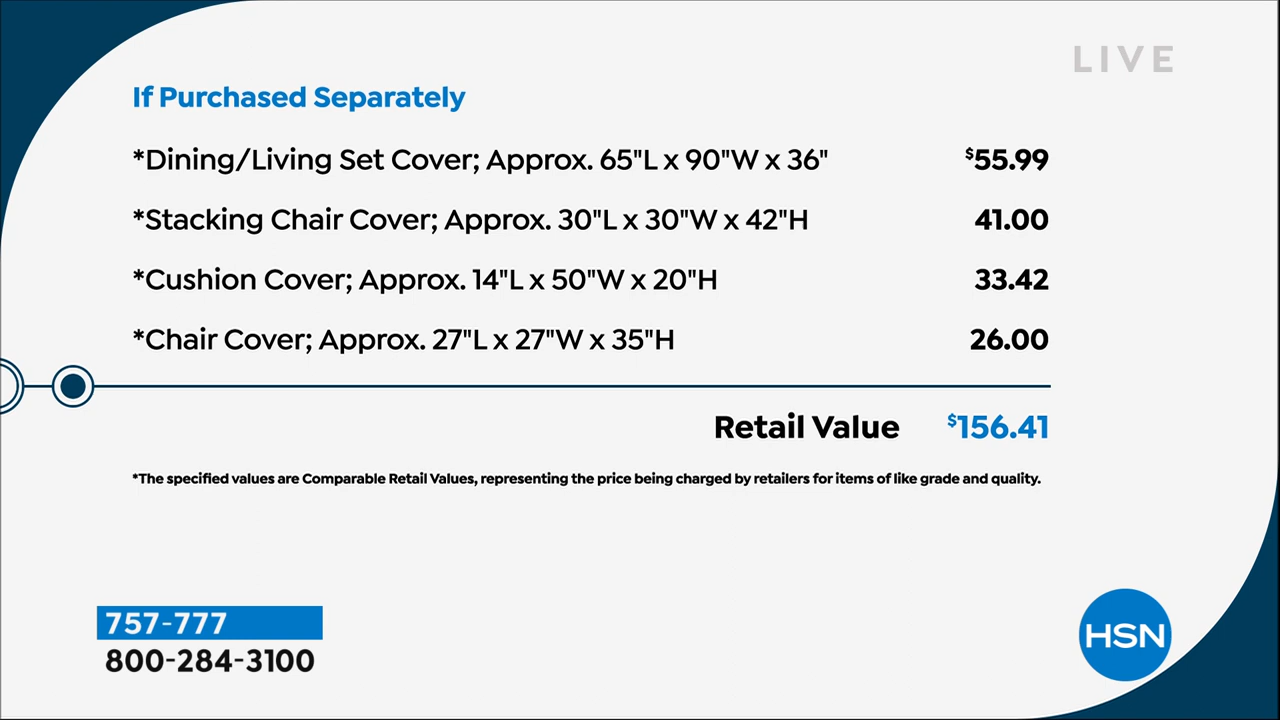 LIVE
If Purchased Separately
*Dining/Living Set Cover; Approx. 65"L x 90"W x 36" $55.99
*Stacking Chair Cover; Approx. 30"L x 30"W x 42"H 41.00
*Cushion Cover; Approx. 14"L x 50"W x 20"H 33.42
*Chair Cover; Approx. 27"L x 27"W x 35"H 26.00
Retail Value $156.41
*The specified values are Comparable Retail Values, representing the price being charged by retailers for items of like grade and quality.
757-777
800-284-3100
HSN